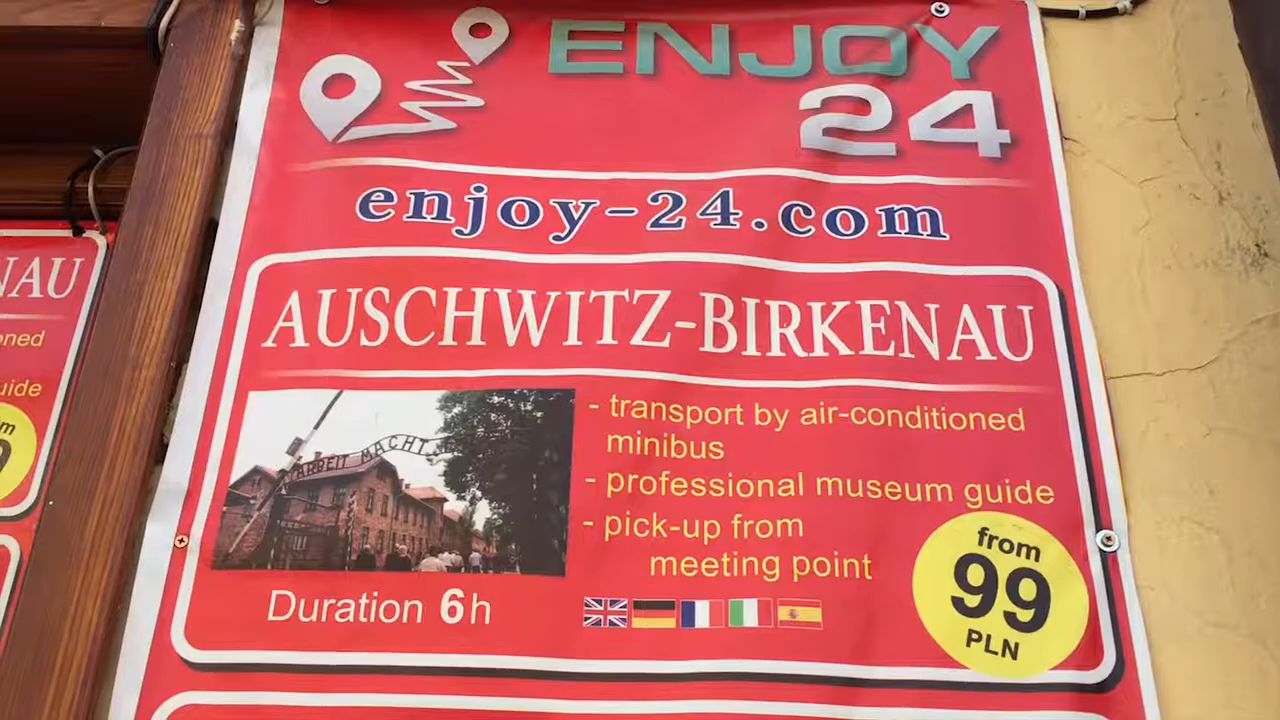 ENJOY
24
enjoy-24.com
AUSCHWITZ-BIRKENAU
ARBEIT MACHT
- transport by air-conditioned
minibus
- professional museum guide
- pick-up from
meeting point
Duration 6h
from
99
PLN
NAU
oned
uide
m
9